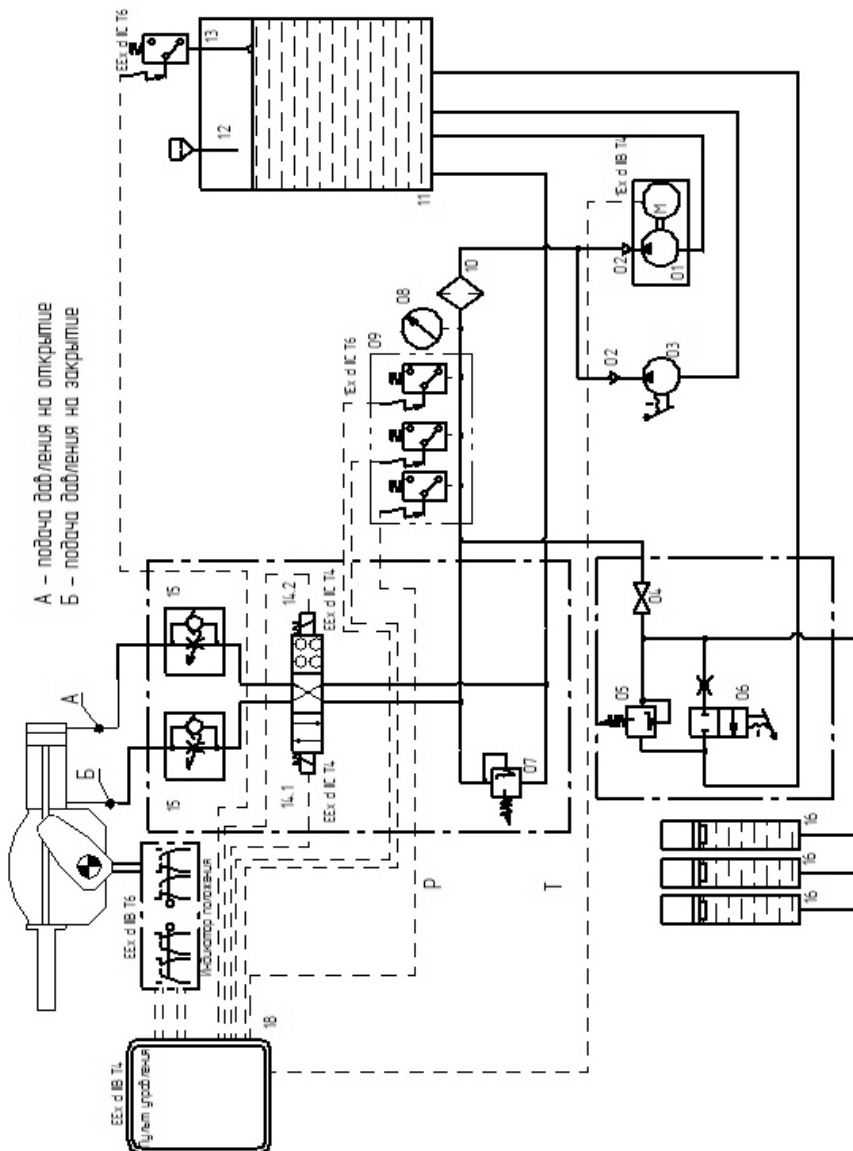 А – подача давления на открытие
Б – подача давления на закрытие
А
Б
EEx d IIB T4
Пульт управления
18
EEx d IIB T6
Индикатор положения
15
15
14.1
EEx d IIC T4
14.2
EEx d IIC T4
EEx d IIC T6
13
12
11
1Ex d IIC T6
09
08
10
07
Р
Т
02
03
02
01
М
1Ex d IIB T4
04
05
06
16
16
16